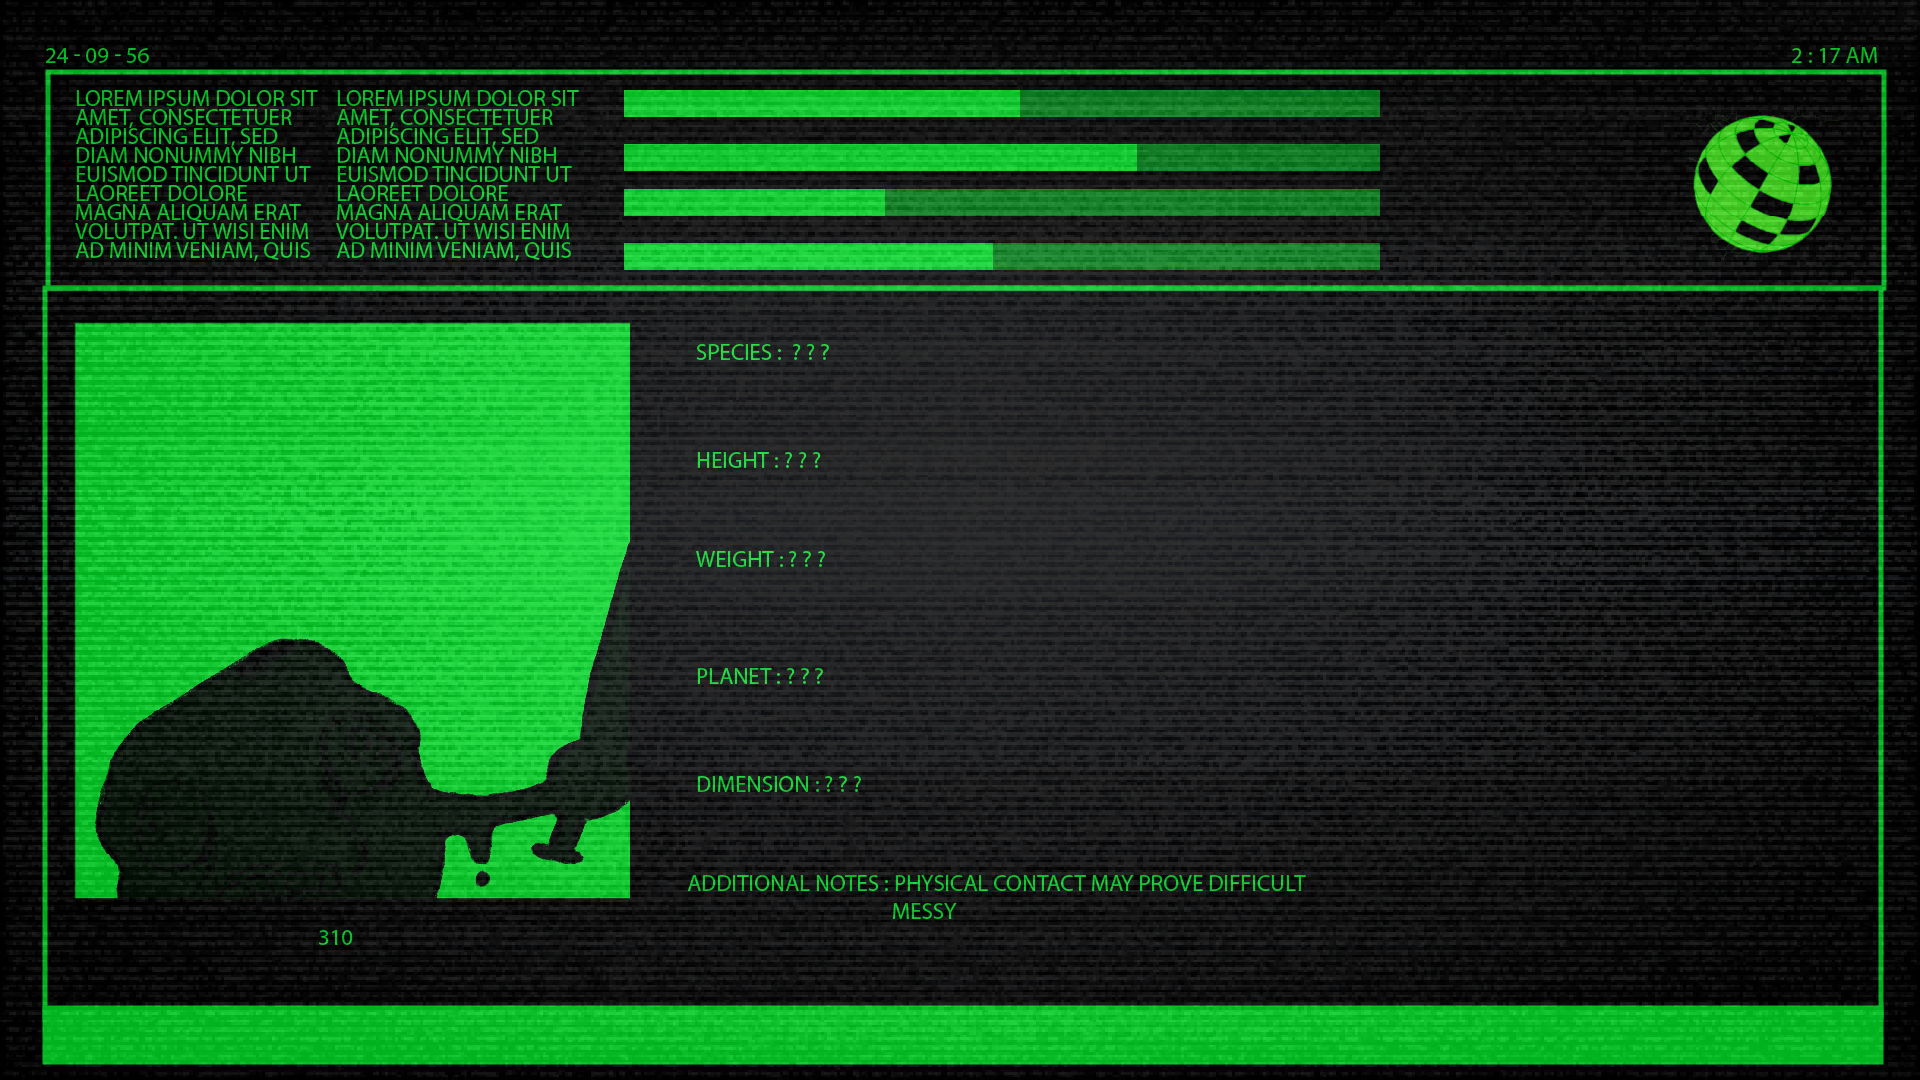 24 - 09 - 56
2 : 17 AM
LOREM IPSUM DOLOR SIT
AMET, CONSECTETUER
ADIPISCING ELIT, SED
DIAM NONUMMY NIBH
EUISMOD TINCIDUNT UT
LAOREET DOLORE
MAGNA ALIQUAM ERAT
VOLUTPAT. UT WISI ENIM
AD MINIM VENIAM, QUIS
LOREM IPSUM DOLOR SIT
AMET, CONSECTETUER
ADIPISCING ELIT, SED
DIAM NONUMMY NIBH
EUISMOD TINCIDUNT UT
LAOREET DOLORE
MAGNA ALIQUAM ERAT
VOLUTPAT. UT WISI ENIM
AD MINIM VENIAM, QUIS
SPECIES : ? ? ?
HEIGHT : ? ? ?
WEIGHT : ? ? ?
PLANET : ? ? ?
DIMENSION : ? ? ?
ADDITIONAL NOTES : PHYSICAL CONTACT MAY PROVE DIFFICULT
MESSY
310